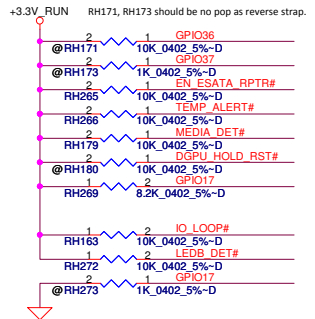 +3.3V_RUN RH171, RH173 should be no pop as reverse strap.
2 1 GPIO36
@RH171 10K_0402_5%~D
2 1 GPIO37
@RH173 1K_0402_5%~D
2 1 EN_ESATA_RPTR#
RH265 10K_0402_5%~D
2 1 TEMP_ALERT#
RH266 10K_0402_5%~D
2 1 MEDIA_DET#
RH179 10K_0402_5%~D
2 1 DGPU_HOLD_RST#
@RH180 10K_0402_5%~D
1 2 GPIO17
RH269 8.2K_0402_5%~D
1 2 IO_LOOP#
RH163 10K_0402_5%~D
1 2 LEDB_DET#
RH272 10K_0402_5%~D
2 1 GPIO17
@RH273 1K_0402_5%~D